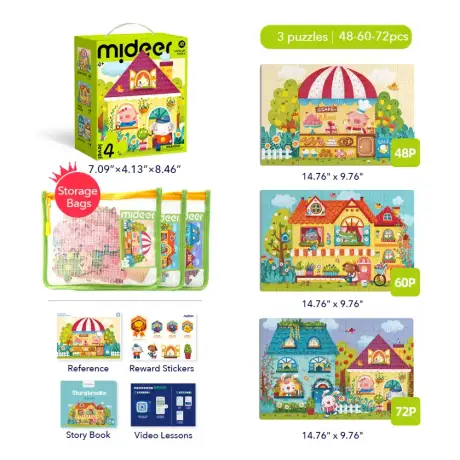 mideer
4
7.09"×4.13"×8.46"
Storage
Bags
mideer
Reference
Reward Stickers
Story Book
Video Lessons
3 puzzles | 48-60-72pcs
48P
14.76" x 9.76"
60P
14.76" x 9.76"
72P
14.76" x 9.76"